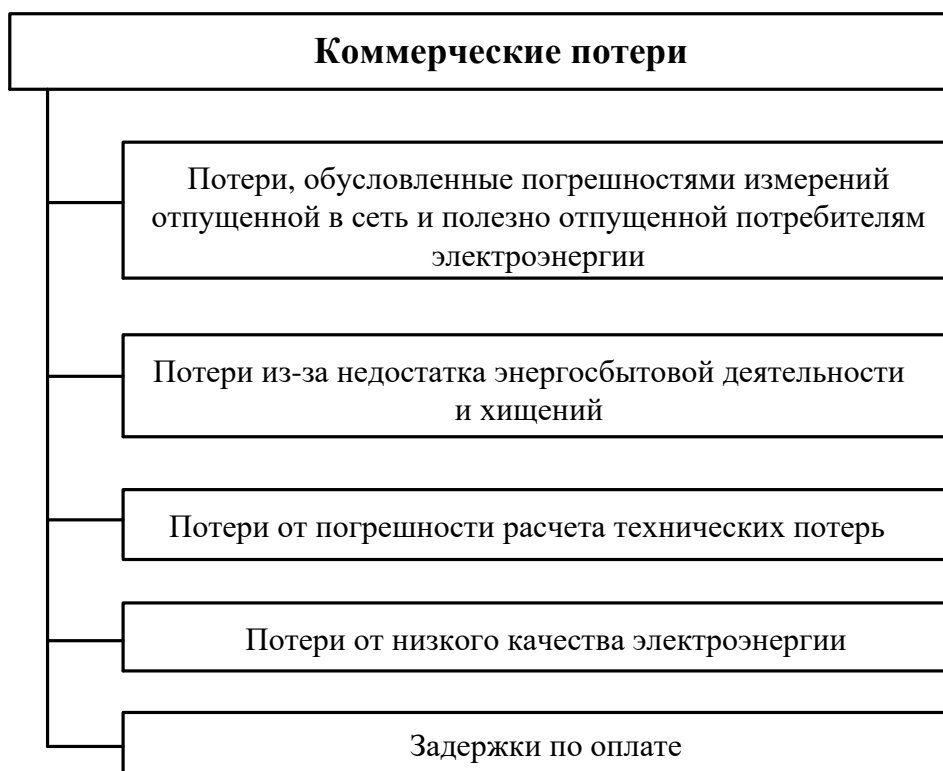 Коммерческие потери
Потери, обусловленные погрешностями измерений
отпущенной в сеть и полезно отпущенной потребителям
электроэнергии
Потери из-за недостатка энергосбытовой деятельности
и хищений
Потери от погрешности расчета технических потерь
Потери от низкого качества электроэнергии
Задержки по оплате